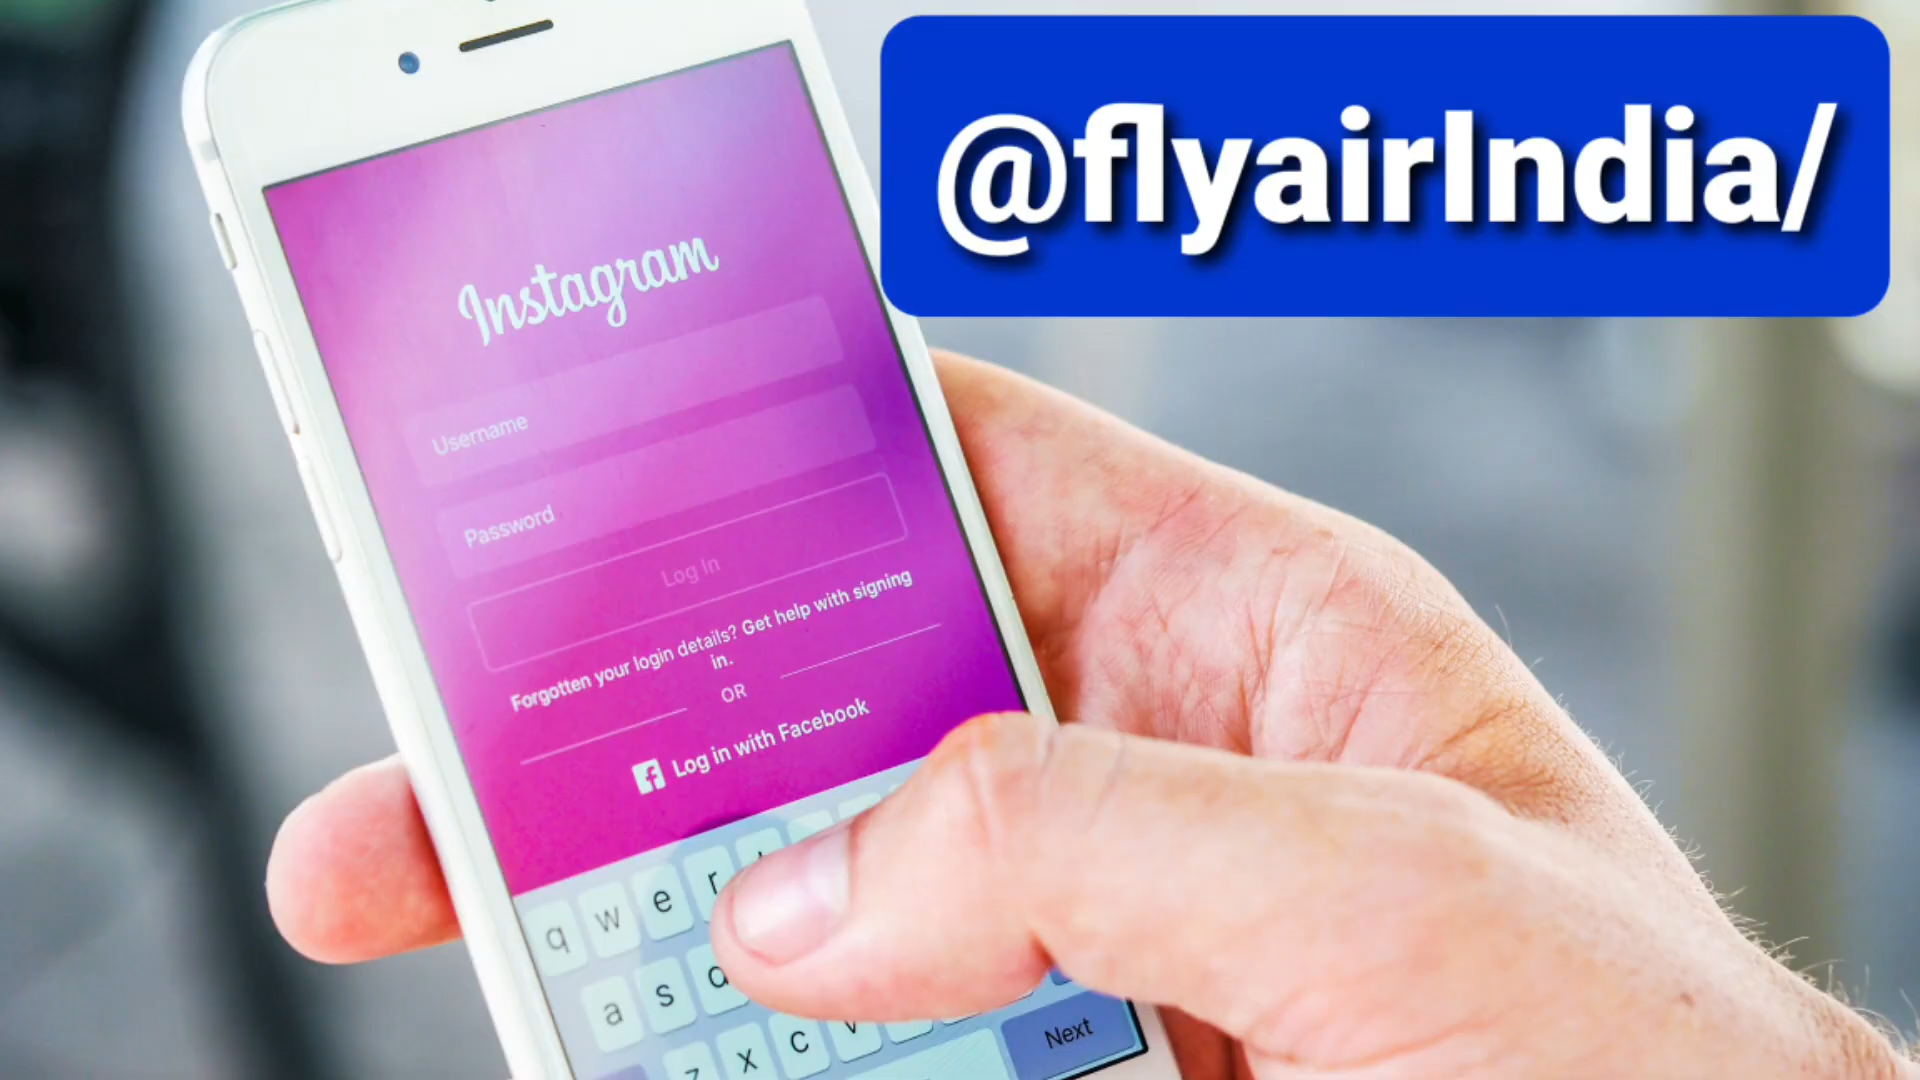 @flyairIndia/
Instagram
Username
Password
Log In
Forgotten your login details? Get help with signing
in.
OR
Log in with Facebook
q w e r
a s d
z x c v
Next